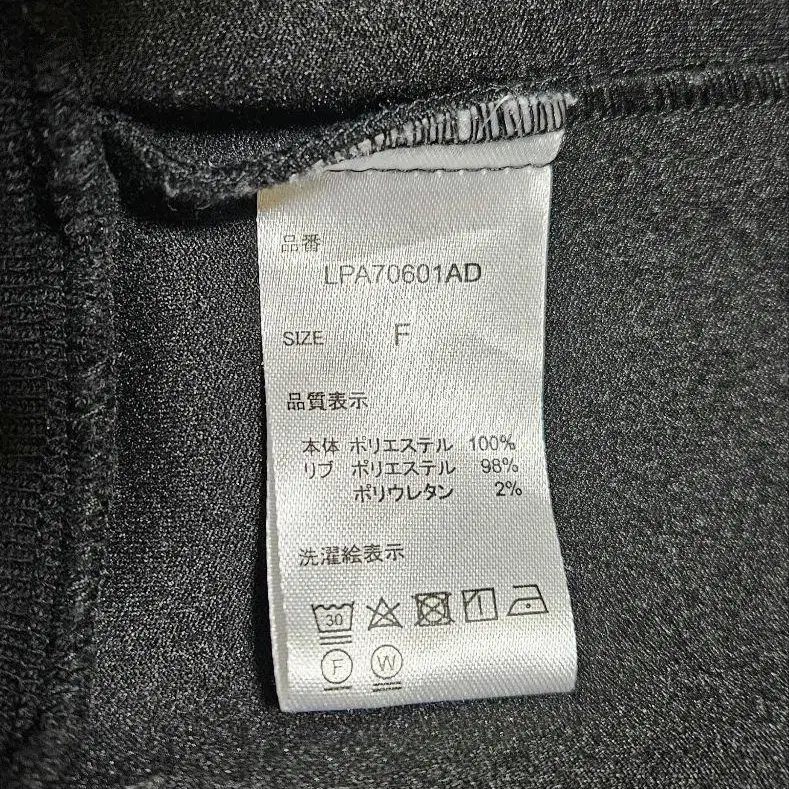 品番
LPA70601AD
SIZE F
品質表示
本体 ポリエステル 100%
リブ ポリエステル 98%
ポリウレタン 2%
洗濯絵表示
30
F W